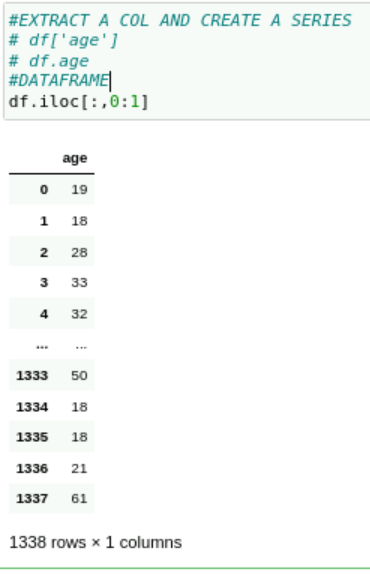 #EXTRACT A COL AND CREATE A SERIES
# df['age']
# df.age
#DATAFRAME
df.iloc[:,0:1]
age
0 19
1 18
2 28
3 33
4 32
... ...
1333 50
1334 18
1335 18
1336 21
1337 61
1338 rows × 1 columns